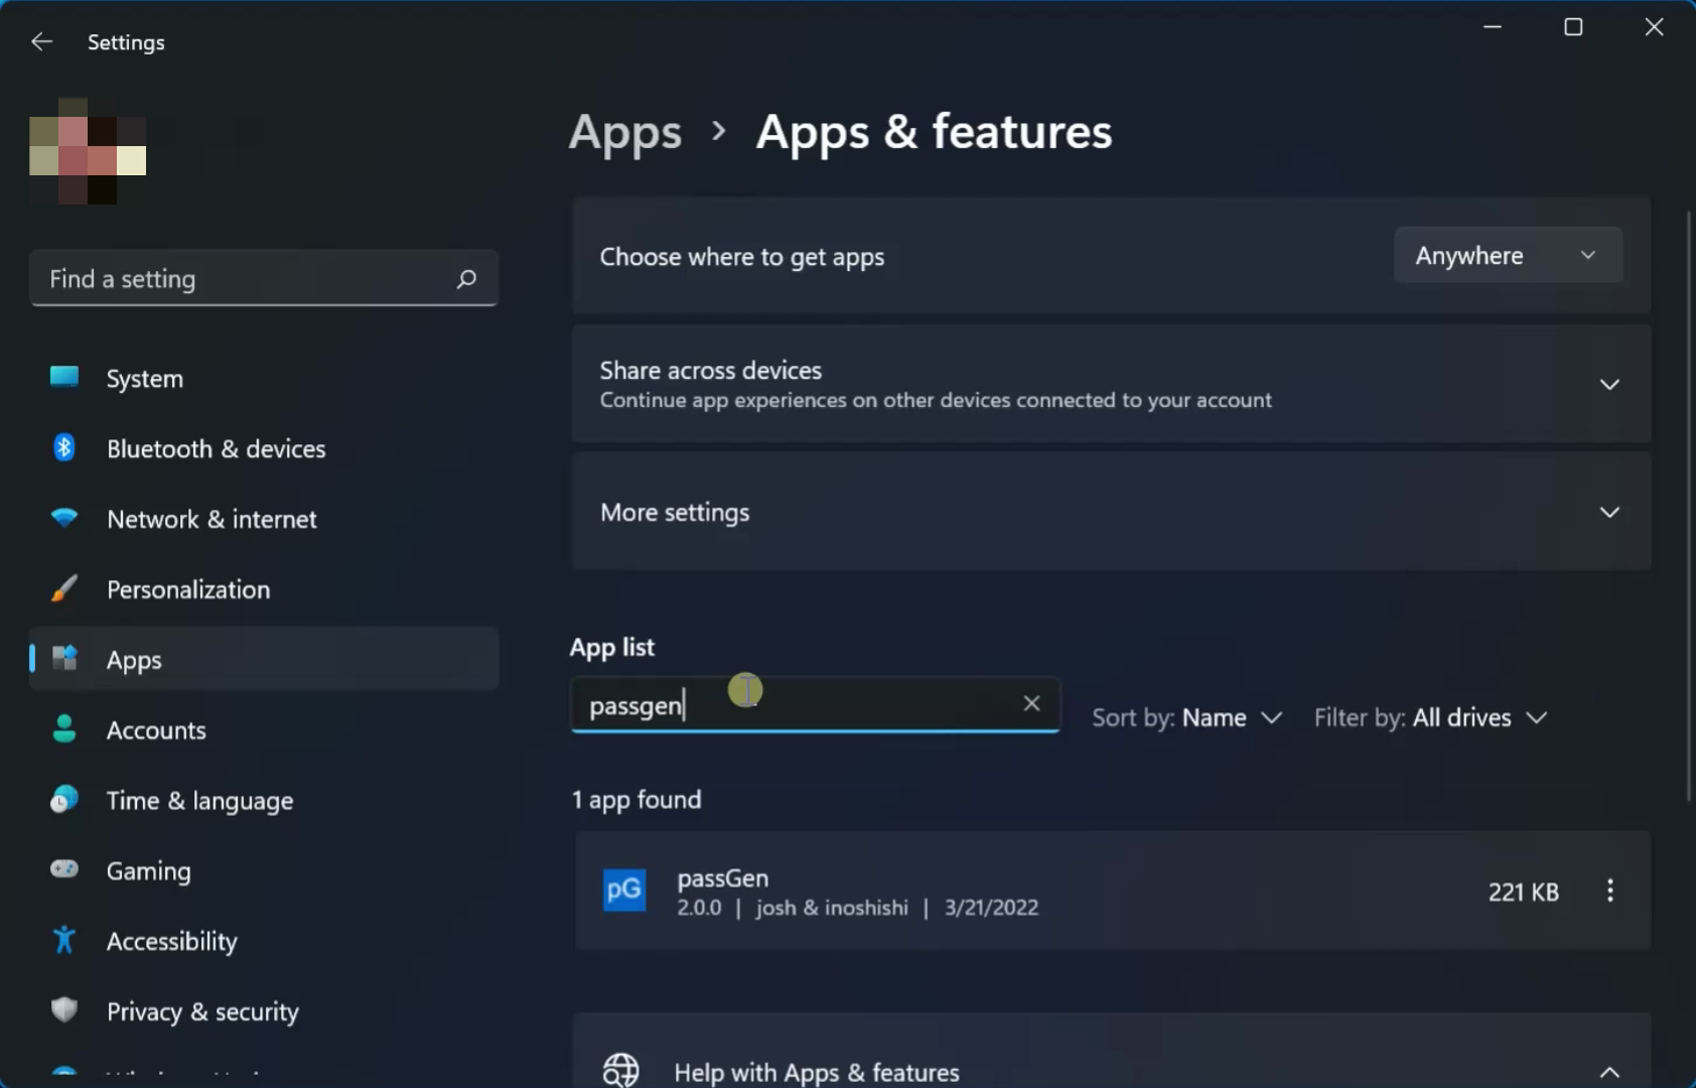 Settings
Find a setting
System
Bluetooth & devices
Network & internet
Personalization
Apps
Accounts
Time & language
Gaming
Accessibility
Privacy & security
Apps > Apps & features
Choose where to get apps
Anywhere
Share across devices
Continue app experiences on other devices connected to your account
More settings
App list
passgen
Sort by: Name
Filter by: All drives
1 app found
pG
passGen
2.0.0 | josh & inoshishi | 3/21/2022
221 KB
Help with Apps & features